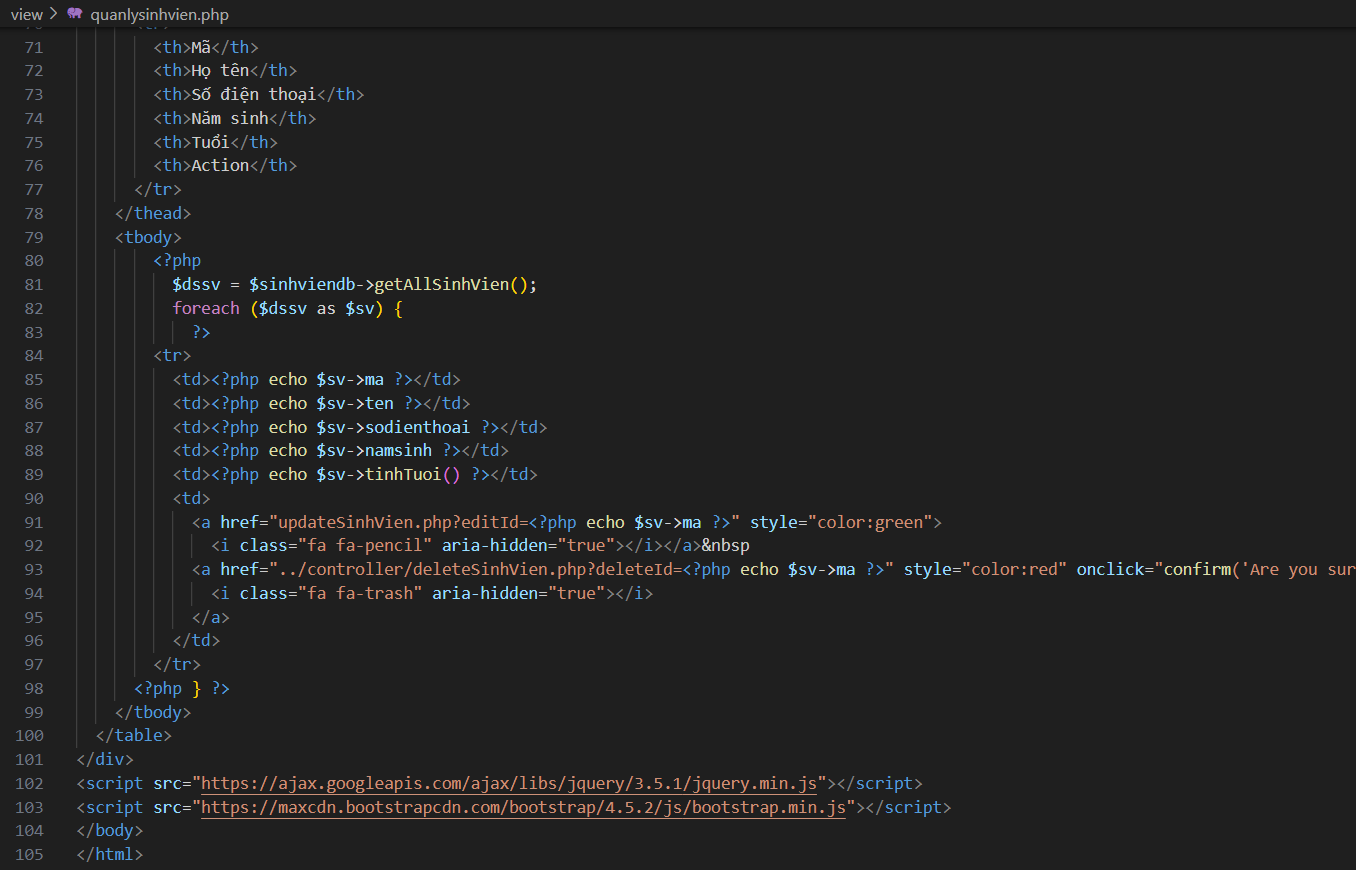 view > quanlysinhvien.php
71 <th>Mã</th>
72 <th>Họ tên</th>
73 <th>Số điện thoại</th>
74 <th>Năm sinh</th>
75 <th>Tuổi</th>
76 <th>Action</th>
77 </tr>
78 </thead>
79 <tbody>
80 <?php
81 $dssv = $sinhviendb->getAllSinhVien();
82 foreach ($dssv as $sv) {
83 ?>
84 <tr>
85 <td><?php echo $sv->ma ?></td>
86 <td><?php echo $sv->ten ?></td>
87 <td><?php echo $sv->sodienthoai ?></td>
88 <td><?php echo $sv->namsinh ?></td>
89 <td><?php echo $sv->tinhTuoi() ?></td>
90 <td>
91 <a href="updateSinhVien.php?editId=<?php echo $sv->ma ?>" style="color:green">
92 <i class="fa fa-pencil" aria-hidden="true"></i></a>&nbsp
93 <a href="../controller/deleteSinhVien.php?deleteId=<?php echo $sv->ma ?>" style="color:red" onclick="confirm('Are you sur
94 <i class="fa fa-trash" aria-hidden="true"></i>
95 </a>
96 </td>
97 </tr>
98 <?php } ?>
99 </tbody>
100 </table>
101 </div>
102 <script src="https://ajax.googleapis.com/ajax/libs/jquery/3.5.1/jquery.min.js"></script>
103 <script src="https://maxcdn.bootstrapcdn.com/bootstrap/4.5.2/js/bootstrap.min.js"></script>
104 </body>
105 </html>